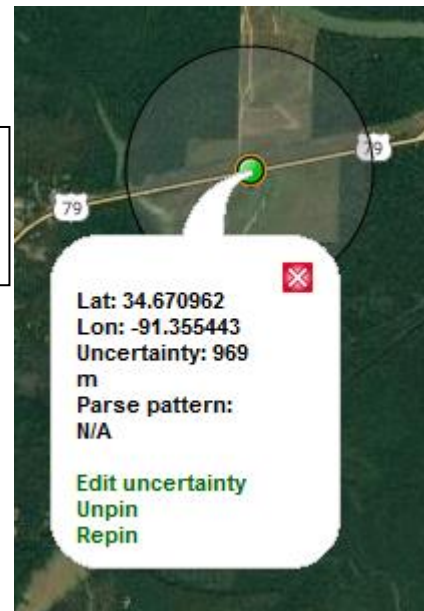 79
79
Lat: 34.670962
Lon: -91.355443
Uncertainty: 969
m
Parse pattern:
N/A
Edit uncertainty
Unpin
Repin